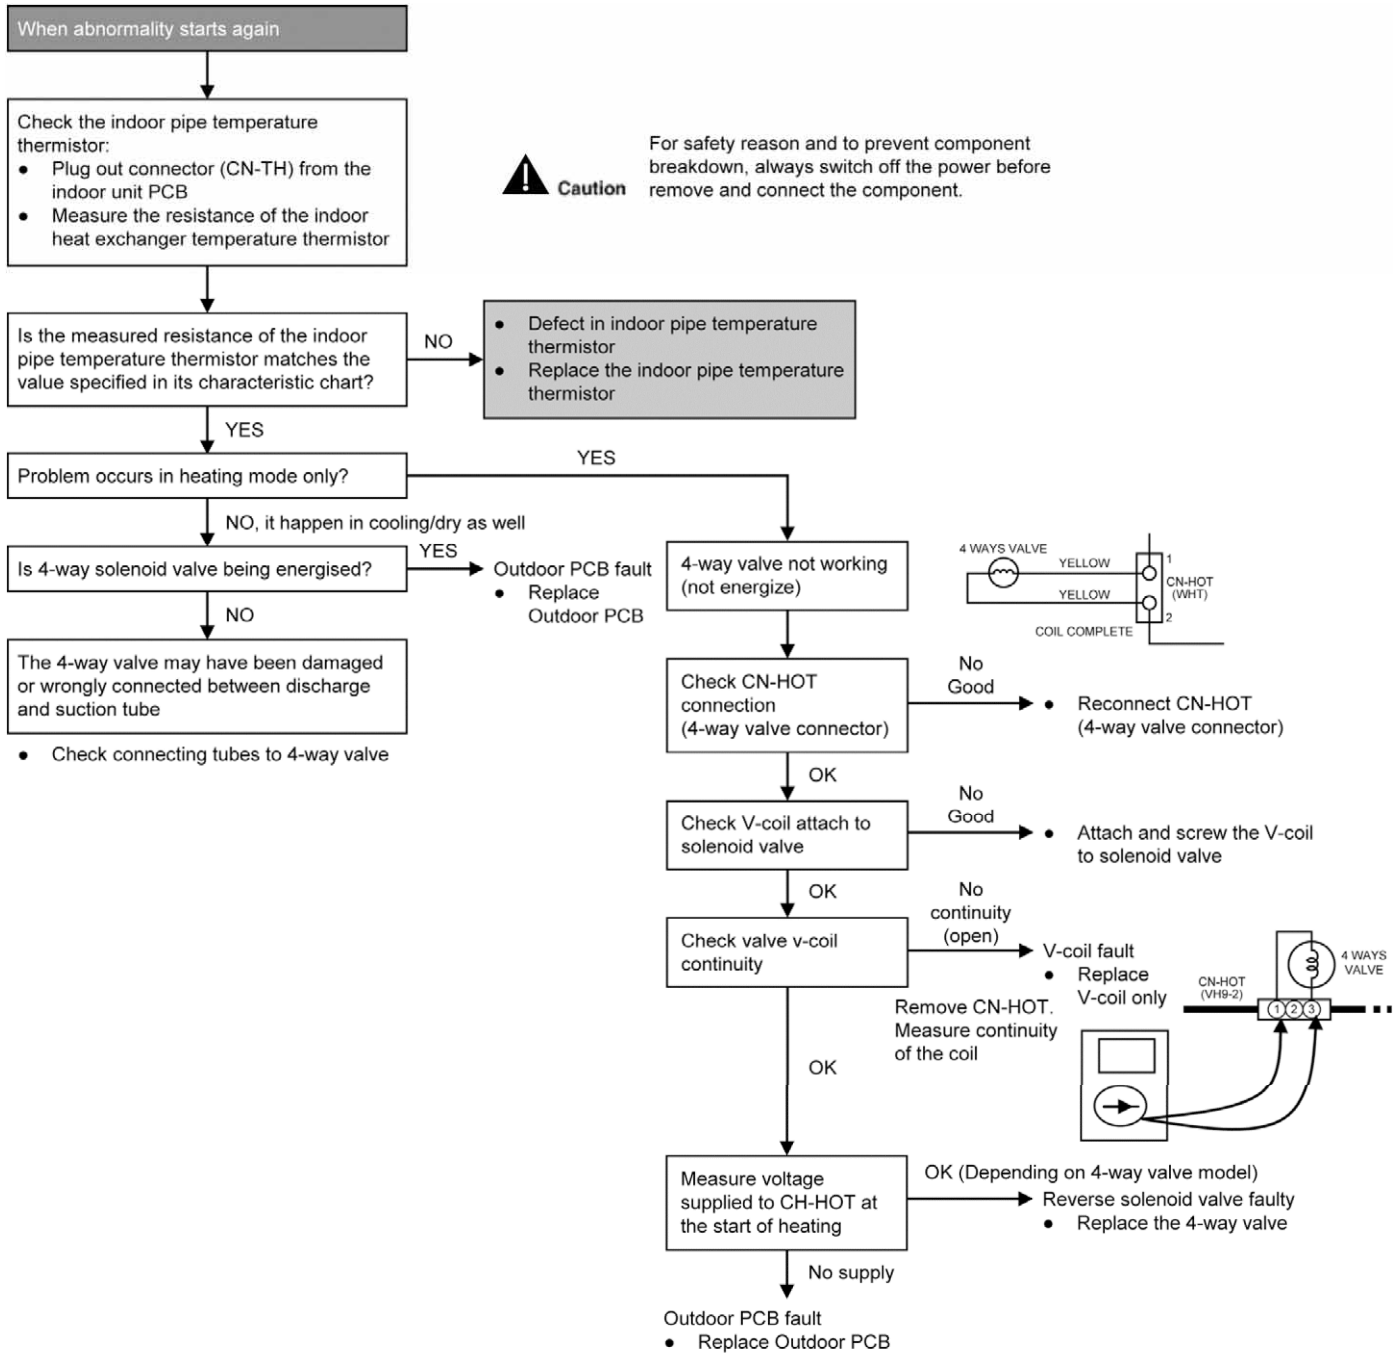 When abnormality starts again
Check the indoor pipe temperature
thermistor:
● Plug out connector (CN-TH) from the
indoor unit PCB
● Measure the resistance of the indoor
heat exchanger temperature thermistor
Caution
For safety reason and to prevent component
breakdown, always switch off the power before
remove and connect the component.
Is the measured resistance of the indoor
pipe temperature thermistor matches the
value specified in its characteristic chart?
NO
● Defect in indoor pipe temperature
thermistor
● Replace the indoor pipe temperature
thermistor
YES
Problem occurs in heating mode only?
YES
NO, it happen in cooling/dry as well
Is 4-way solenoid valve being energised?
YES
Outdoor PCB fault
● Replace
Outdoor PCB
NO
The 4-way valve may have been damaged
or wrongly connected between discharge
and suction tube
● Check connecting tubes to 4-way valve
4-way valve not working
(not energize)
4 WAYS VALVE
YELLOW
YELLOW
1
CN-HOT
(WHT)
2
COIL COMPLETE
Check CN-HOT
connection
(4-way valve connector)
No
Good
● Reconnect CN-HOT
(4-way valve connector)
OK
Check V-coil attach to
solenoid valve
No
Good
● Attach and screw the V-coil
to solenoid valve
OK
Check valve v-coil
continuity
No
continuity
(open)
V-coil fault
● Replace
V-coil only
Remove CN-HOT.
Measure continuity
of the coil
4 WAYS
VALVE
CN-HOT
(VH9-2)
1 2 3
OK
Measure voltage
supplied to CH-HOT at
the start of heating
OK (Depending on 4-way valve model)
Reverse solenoid valve faulty
● Replace the 4-way valve
No supply
Outdoor PCB fault
● Replace Outdoor PCB